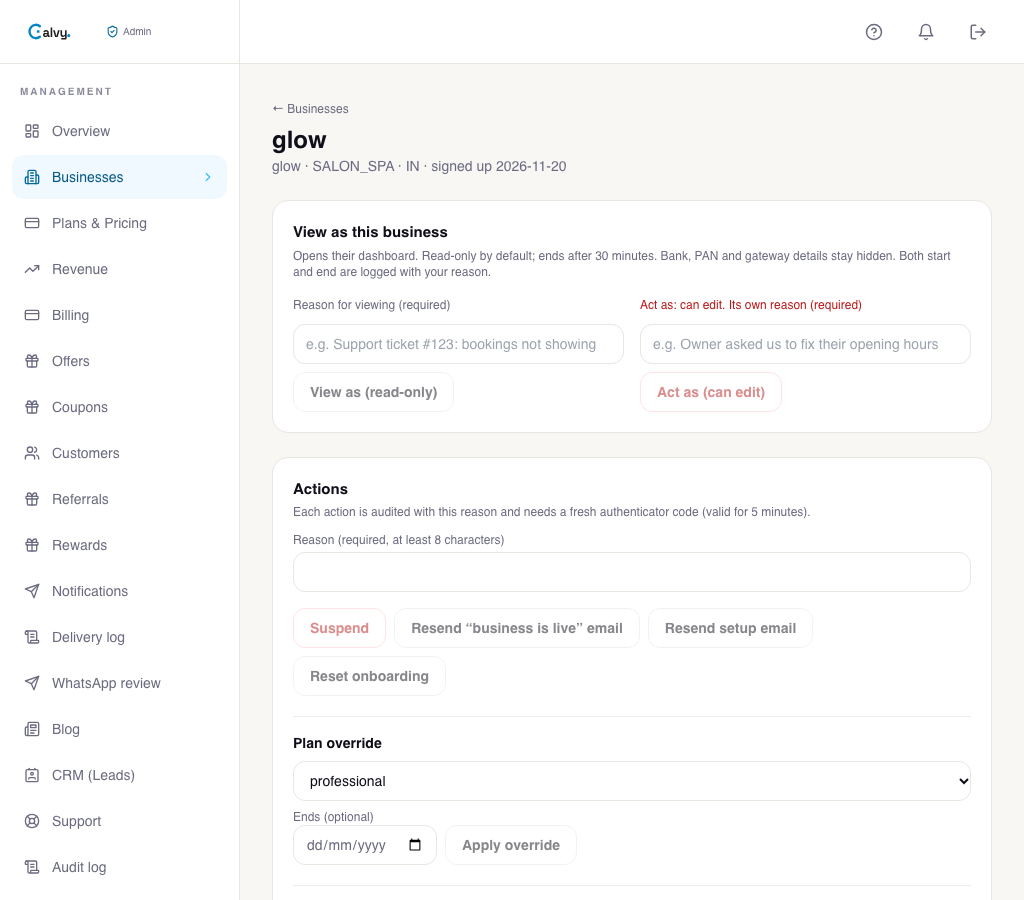 Calvy.
Admin
MANAGEMENT
Overview
Businesses
Plans & Pricing
Revenue
Billing
Offers
Coupons
Customers
Referrals
Rewards
Notifications
Delivery log
WhatsApp review
Blog
CRM (Leads)
Support
Audit log
← Businesses
glow
glow · SALON_SPA · IN · signed up 2026-11-20
View as this business
Opens their dashboard. Read-only by default; ends after 30 minutes. Bank, PAN and gateway details stay hidden. Both start
and end are logged with your reason.
Reason for viewing (required)
e.g. Support ticket #123: bookings not showing
View as (read-only)
Act as: can edit. Its own reason (required)
e.g. Owner asked us to fix their opening hours
Act as (can edit)
Actions
Each action is audited with this reason and needs a fresh authenticator code (valid for 5 minutes).
Reason (required, at least 8 characters)
Suspend
Resend “business is live” email
Resend setup email
Reset onboarding
Plan override
professional
Ends (optional)
dd/mm/yyyy
Apply override